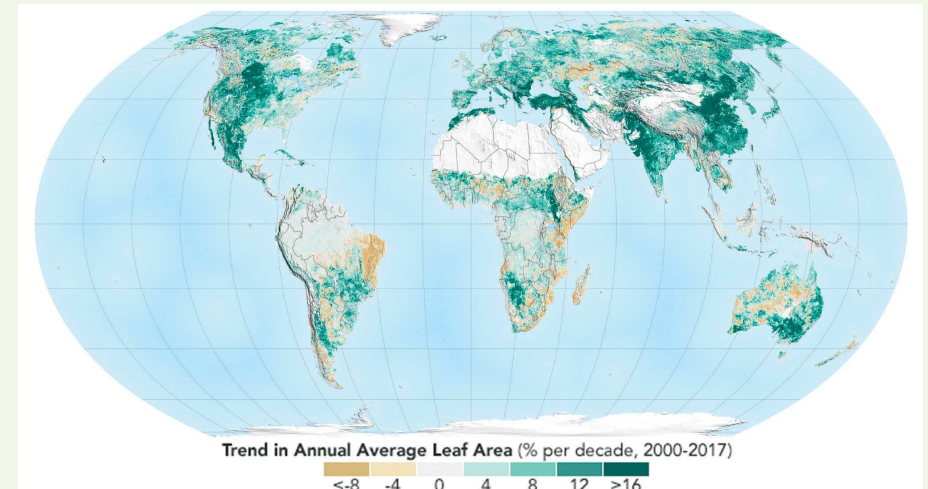 Trend in Annual Average Leaf Area (% per decade, 2000-2017)
≤-8 -4 0 4 8 12 ≥16